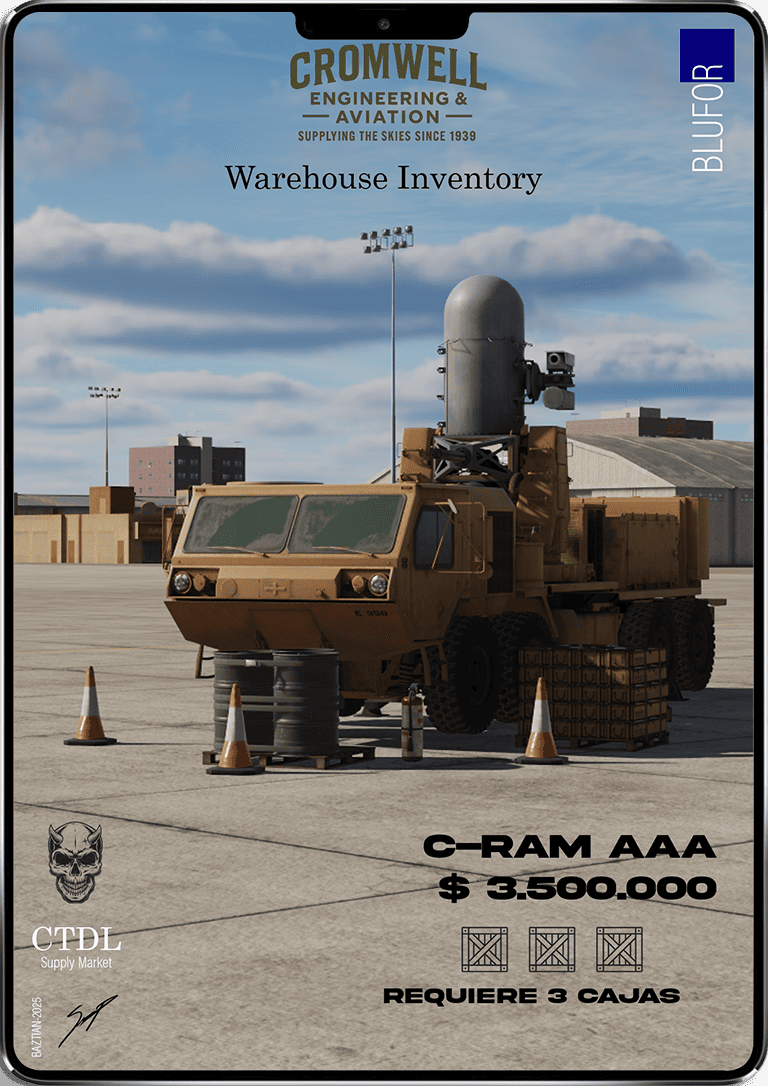 CROMWELL
ENGINEERING &
AVIATION
SUPPLYING THE SKIES SINCE 1939
BLUFOR
Warehouse Inventory
E 950
C-RAM AAA
$ 3.500.000
REQUIERE 3 CAJAS
CTDL
Supply Market
BAZTIAN-2025